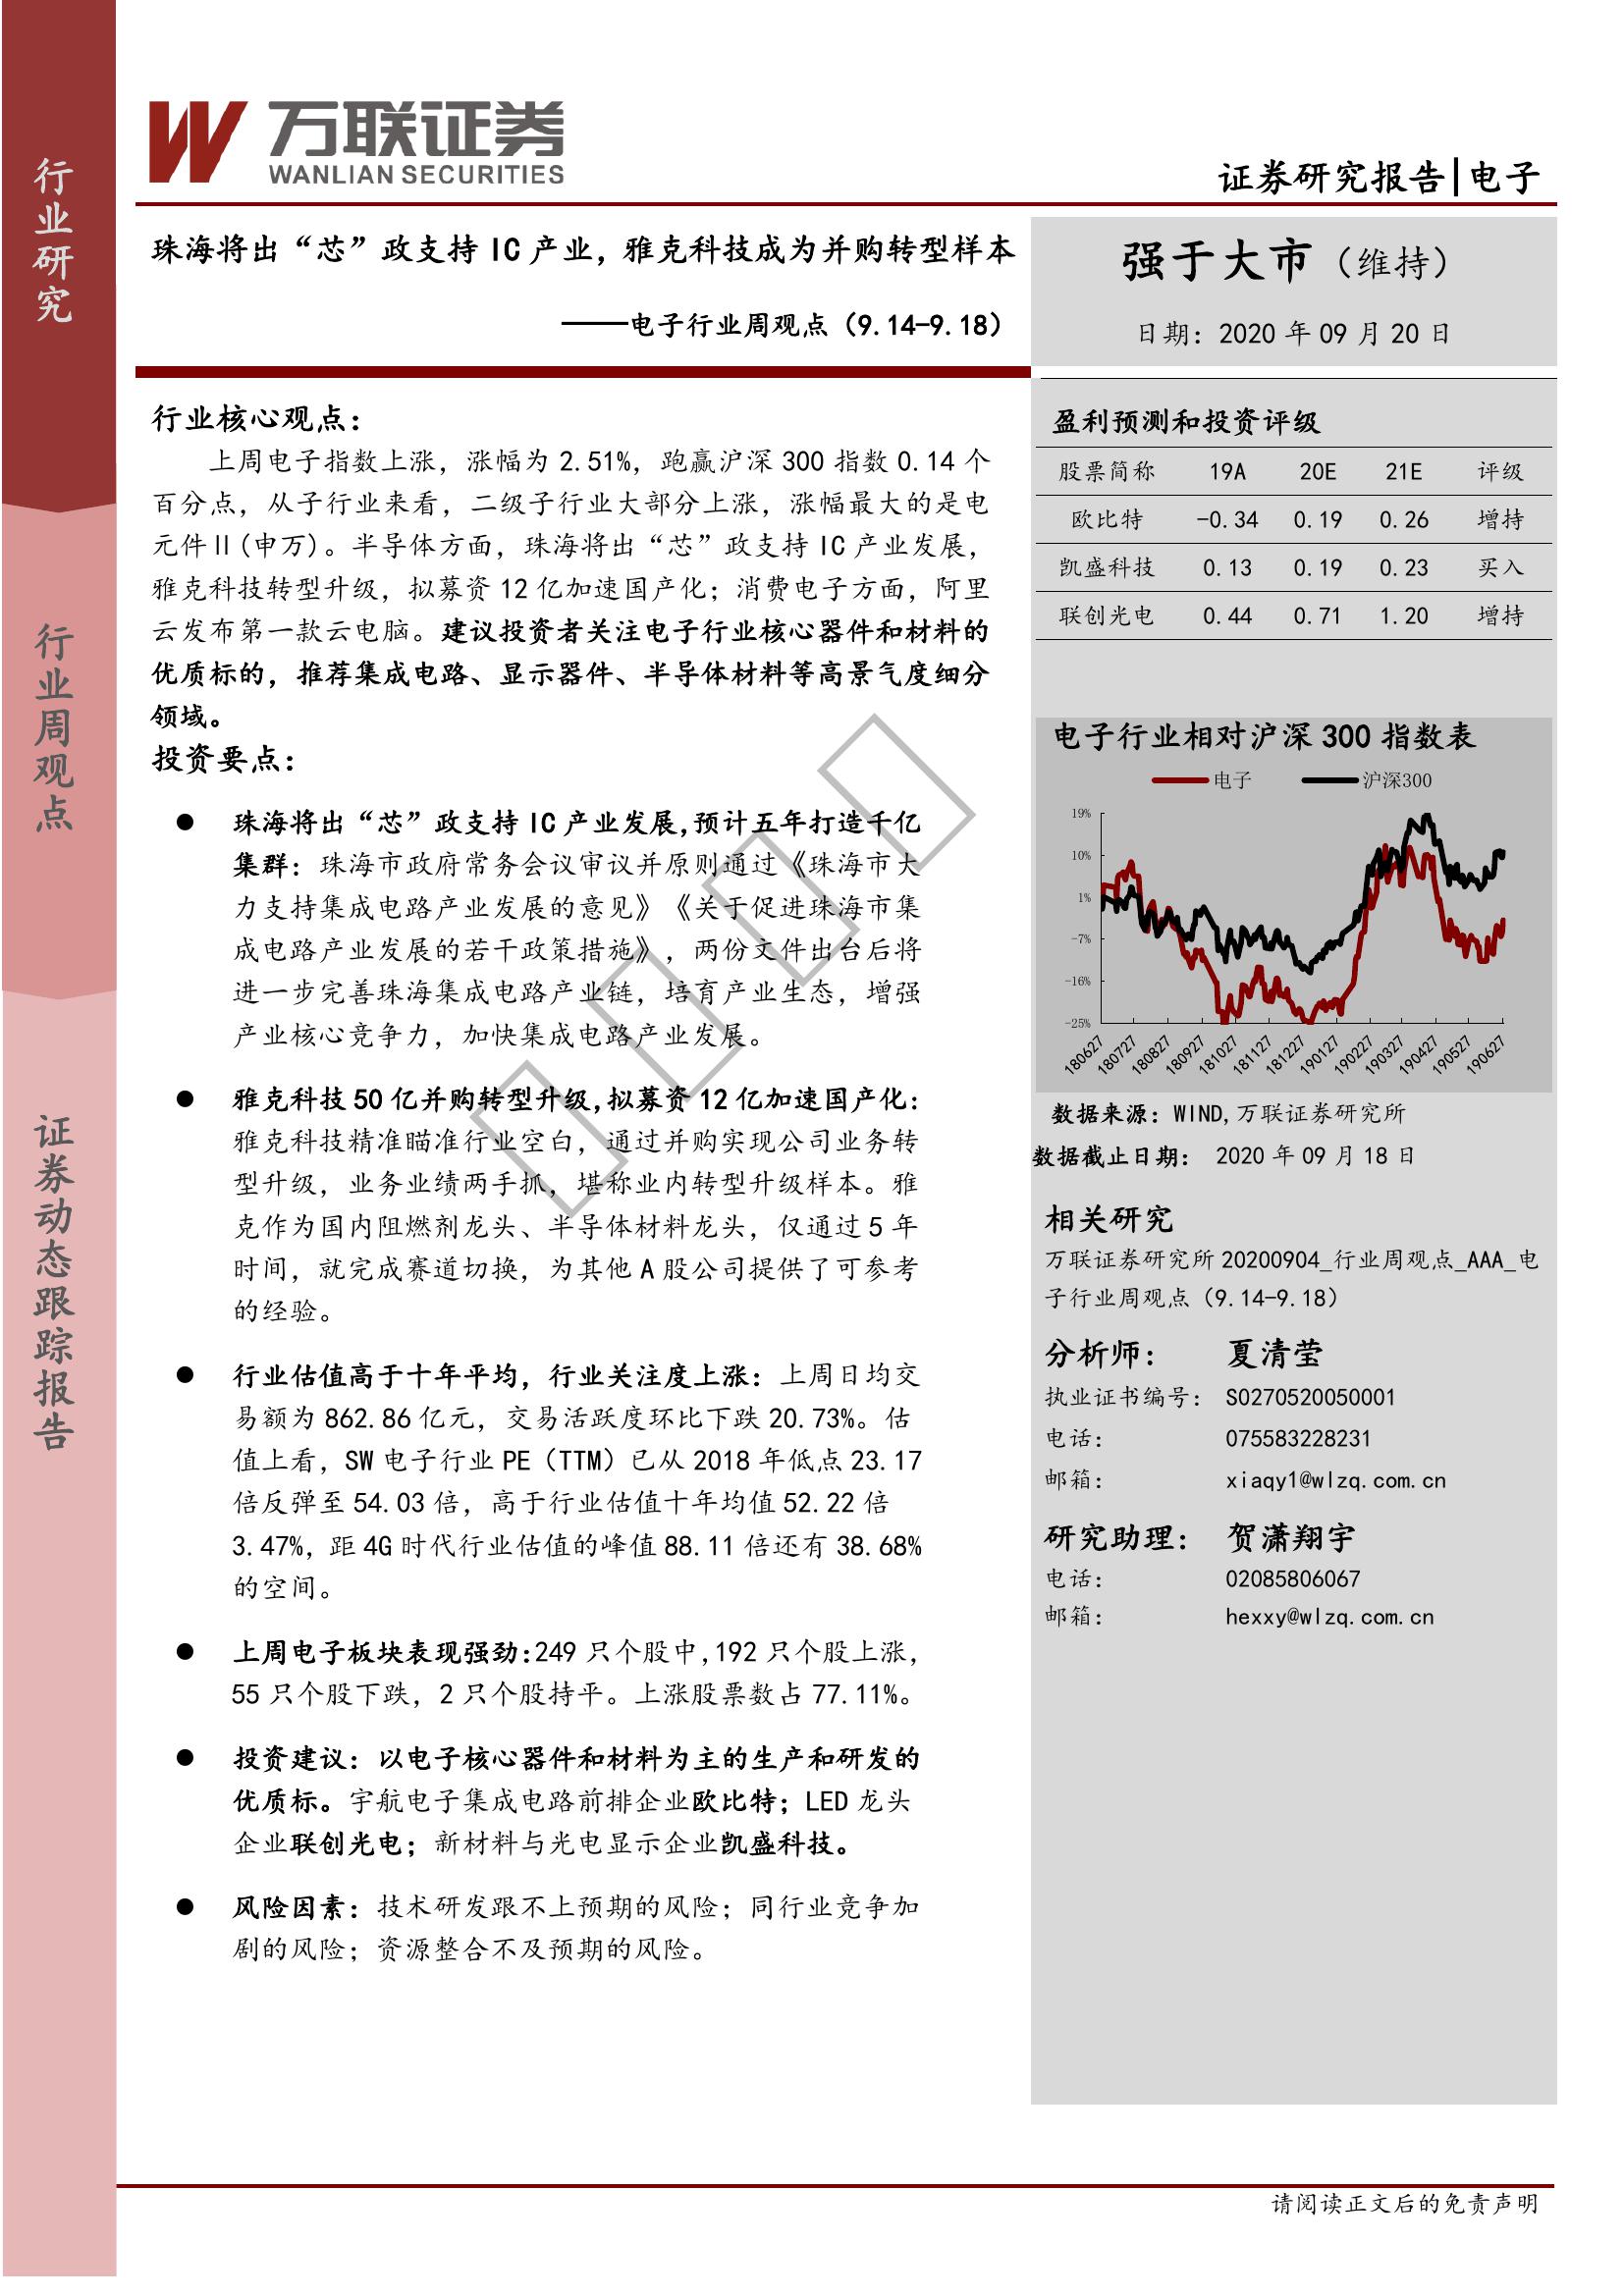 行业研究
行业周观点
证券动态跟踪报告
万联证券
WANLIAN SECURITIES
证券研究报告|电子
珠海将出“芯”政支持 IC 产业，雅克科技成为并购转型样本
——电子行业周观点（9.14-9.18）
强于大市（维持）
日期：2020 年 09 月 20 日
行业核心观点：
上周电子指数上涨，涨幅为 2.51%，跑赢沪深 300 指数 0.14 个
百分点，从子行业来看，二级子行业大部分上涨，涨幅最大的是电
元件Ⅱ(申万)。半导体方面，珠海将出“芯”政支持 IC 产业发展，
雅克科技转型升级，拟募资 12 亿加速国产化；消费电子方面，阿里
云发布第一款云电脑。建议投资者关注电子行业核心器件和材料的
优质标的，推荐集成电路、显示器件、半导体材料等高景气度细分
领域。
投资要点：
● 珠海将出“芯”政支持 IC 产业发展,预计五年打造千亿
集群：珠海市政府常务会议审议并原则通过《珠海市大
力支持集成电路产业发展的意见》《关于促进珠海市集
成电路产业发展的若干政策措施》，两份文件出台后将
进一步完善珠海集成电路产业链，培育产业生态，增强
产业核心竞争力，加快集成电路产业发展。
● 雅克科技 50 亿并购转型升级,拟募资 12 亿加速国产化：
雅克科技精准瞄准行业空白，通过并购实现公司业务转
型升级，业务业绩两手抓，堪称业内转型升级样本。雅
克作为国内阻燃剂龙头、半导体材料龙头，仅通过 5 年
时间，就完成赛道切换，为其他 A 股公司提供了可参考
的经验。
● 行业估值高于十年平均，行业关注度上涨：上周日均交
易额为 862.86 亿元，交易活跃度环比下跌 20.73%。估
值上看，SW 电子行业 PE（TTM）已从 2018 年低点 23.17
倍反弹至 54.03 倍，高于行业估值十年均值 52.22 倍
3.47%，距 4G 时代行业估值的峰值 88.11 倍还有 38.68%
的空间。
● 上周电子板块表现强劲:249 只个股中,192 只个股上涨，
55 只个股下跌，2 只个股持平。上涨股票数占 77.11%。
● 投资建议：以电子核心器件和材料为主的生产和研发的
优质标。宇航电子集成电路前排企业欧比特；LED 龙头
企业联创光电；新材料与光电显示企业凯盛科技。
● 风险因素：技术研发跟不上预期的风险；同行业竞争加
剧的风险；资源整合不及预期的风险。
盈利预测和投资评级
股票简称 19A 20E 21E 评级
欧比特 -0.34 0.19 0.26 增持
凯盛科技 0.13 0.19 0.23 买入
联创光电 0.44 0.71 1.20 增持
电子行业相对沪深 300 指数表
电子 沪深300
19%
10%
1%
-7%
-16%
-25%
180627 180727 180827 180927 181027 181127 181227 190127 190227 190327 190427 190527 190627
数据来源：WIND,万联证券研究所
数据截止日期： 2020 年 09 月 18 日
相关研究
万联证券研究所 20200904_行业周观点_AAA_电
子行业周观点（9.14-9.18）
分析师： 夏清莹
执业证书编号： S0270520050001
电话： 075583228231
邮箱： xiaqy1@wlzq.com.cn
研究助理： 贺潇翔宇
电话： 02085806067
邮箱： hexxy@wlzq.com.cn
请阅读正文后的免责声明